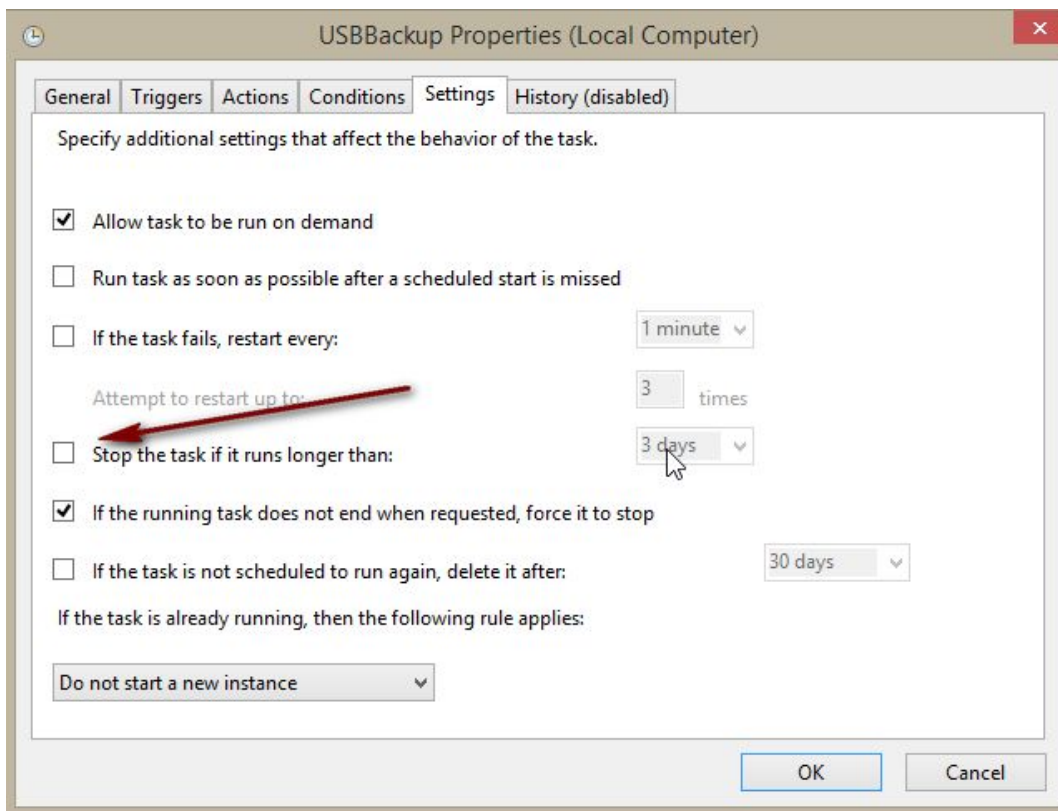 USBBackup Properties (Local Computer)
General Triggers Actions Conditions Settings History (disabled)
Specify additional settings that affect the behavior of the task.
Allow task to be run on demand
Run task as soon as possible after a scheduled start is missed
If the task fails, restart every: 1 minute
Attempt to restart up to: 3 times
Stop the task if it runs longer than: 3 days
If the running task does not end when requested, force it to stop
If the task is not scheduled to run again, delete it after: 30 days
If the task is already running, then the following rule applies:
Do not start a new instance
OK Cancel